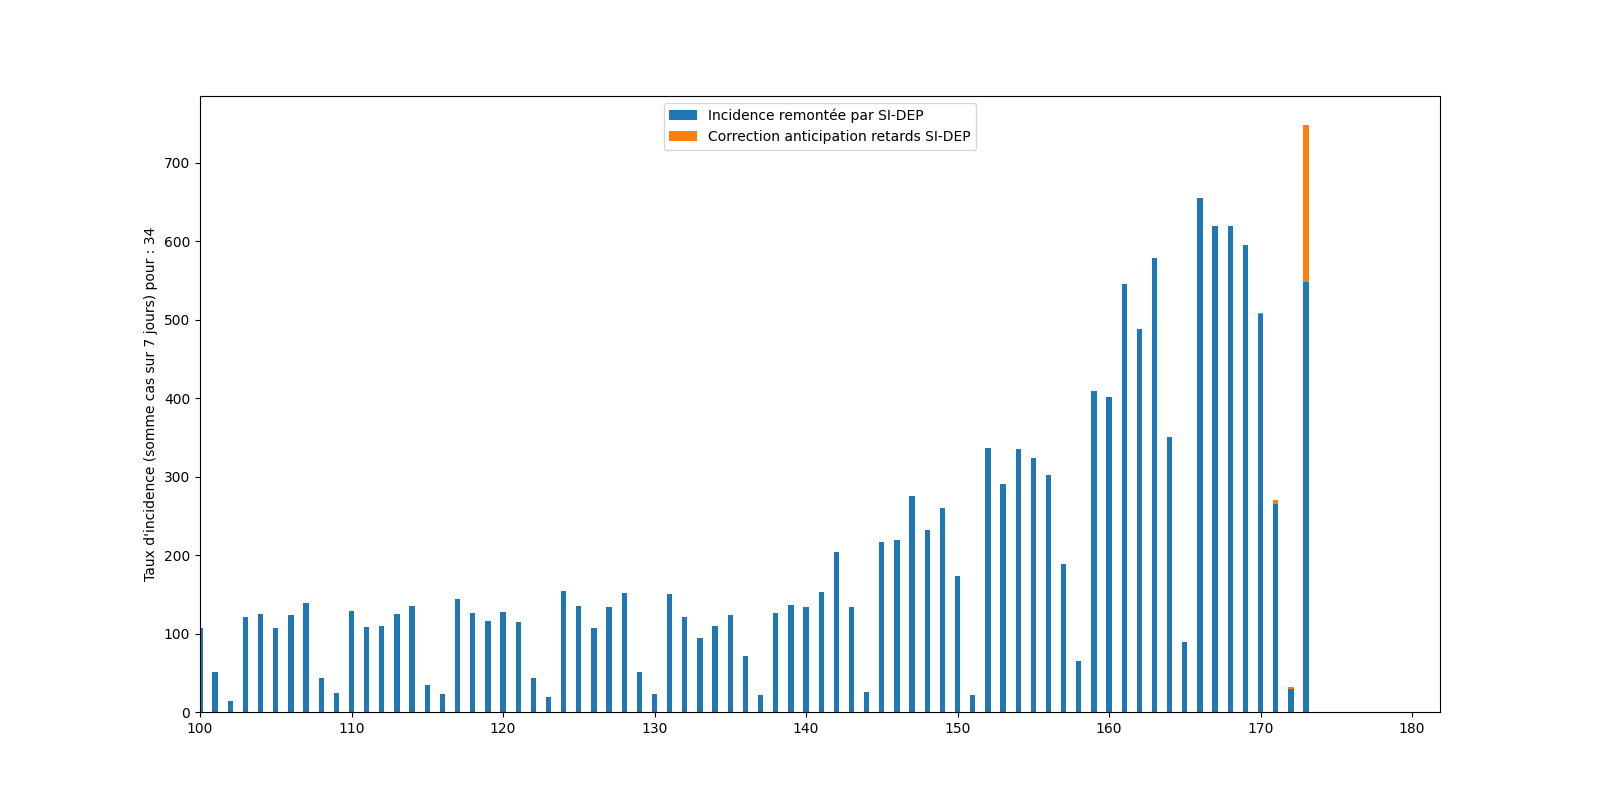 Incidence remontée par SI-DEP
Correction anticipation retards SI-DEP
Taux d'incidence (somme cas sur 7 jours) pour : 34
700
600
500
400
300
200
100
0
100 110 120 130 140 150 160 170 180